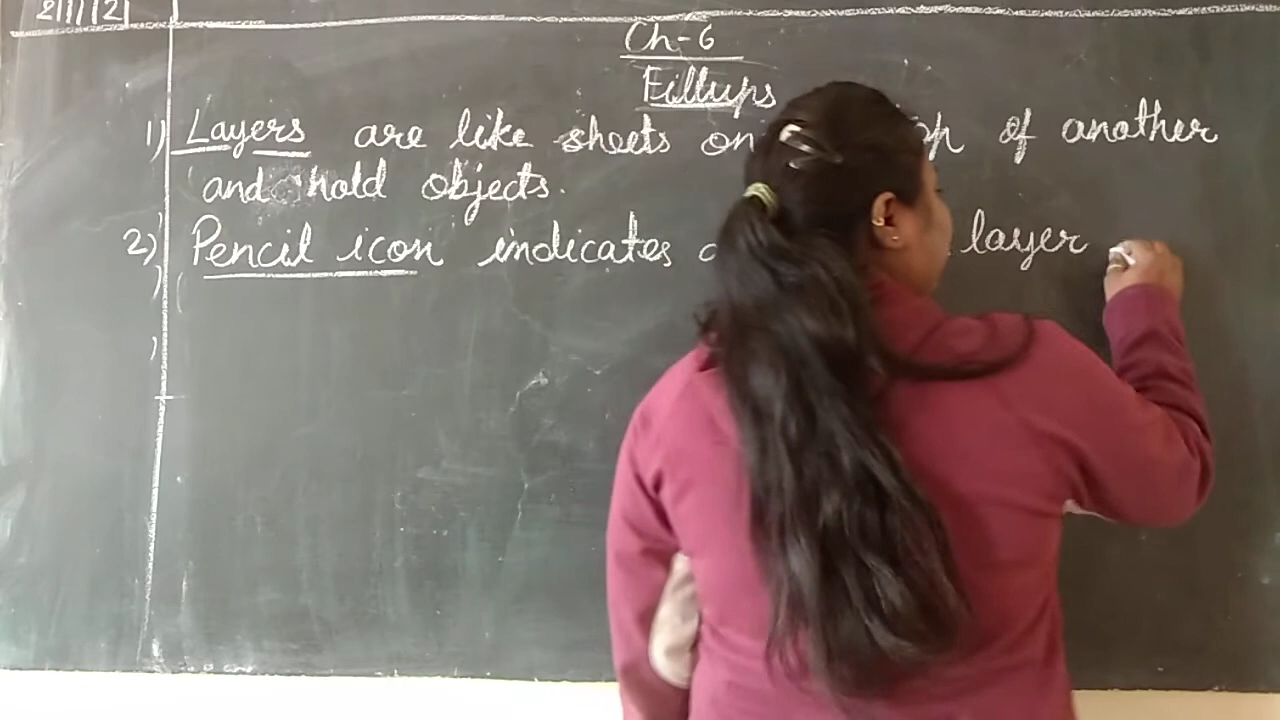 2/1/21
Ch-6
Fillups
1) Layers are like sheets on of another
and hold objects.
2) Pencil icon indicates layer